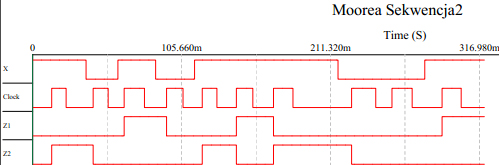 Moorea Sekwencja2
Time (S)
0 105.660m 211.320m 316.980m
X
Clock
Z1
Z2